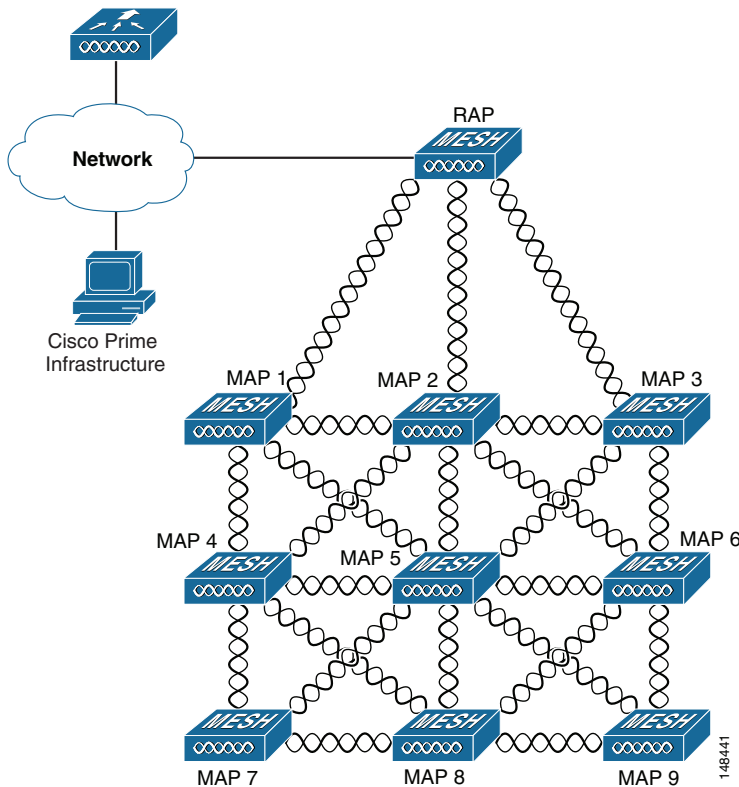 RAP
MESH
Network
Cisco Prime
Infrastructure
MAP 1
MAP 2
MAP 3
MESH
MESH
MESH
MAP 4
MAP 5
MAP 6
MESH
MESH
MESH
MESH
MESH
MESH
MAP 7
MAP 8
MAP 9
148441